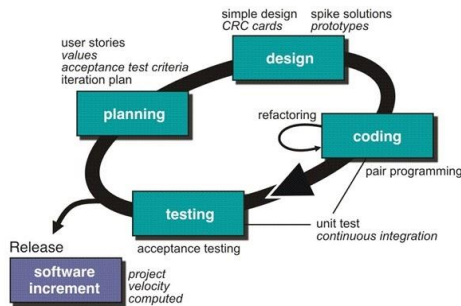 simple design
CRC cards
spike solutions
prototypes
user stories
values
acceptance test criteria
iteration plan
design
planning
refactoring
coding
pair programming
testing
unit test
continuous integration
acceptance testing
Release
software
increment
project
velocity
computed